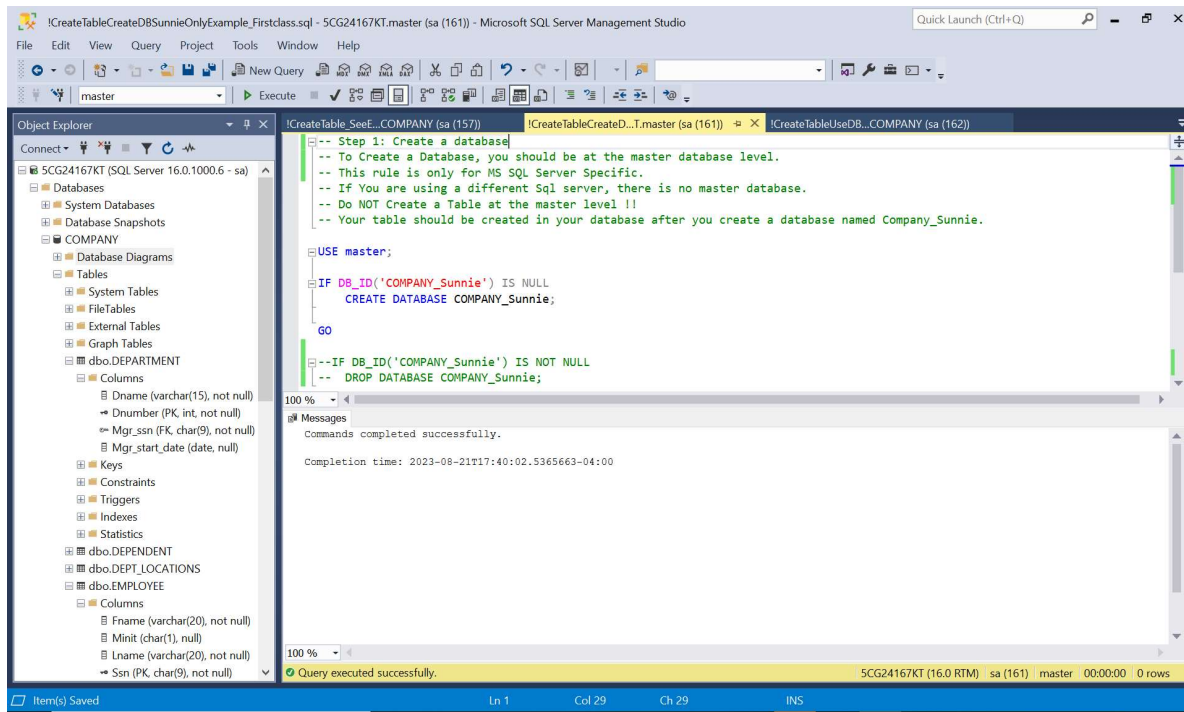 !CreateTableCreateDBSunnieOnlyExample_Firstclass.sql - 5CG24167KT.master (sa (161)) - Microsoft SQL Server Management Studio
Quick Launch (Ctrl+Q)
File Edit View Query Project Tools Window Help
New Query
MDX DMX XMLA DAX
master
Execute
Object Explorer
Connect
5CG24167KT (SQL Server 16.0.1000.6 - sa)
Databases
System Databases
Database Snapshots
COMPANY
Database Diagrams
Tables
System Tables
FileTables
External Tables
Graph Tables
dbo.DEPARTMENT
Columns
Dname (varchar(15), not null)
Dnumber (PK, int, not null)
Mgr_ssn (FK, char(9), not null)
Mgr_start_date (date, null)
Keys
Constraints
Triggers
Indexes
Statistics
dbo.DEPENDENT
dbo.DEPT_LOCATIONS
dbo.EMPLOYEE
Columns
Fname (varchar(20), not null)
Minit (char(1), null)
Lname (varchar(20), not null)
Ssn (PK, char(9), not null)
!CreateTable_SeeE...COMPANY (sa (157))
!CreateTableCreateD...T.master (sa (161))
!CreateTableUseDB...COMPANY (sa (162))
-- Step 1: Create a database
-- To Create a Database, you should be at the master database level.
-- This rule is only for MS SQL Server Specific.
-- If You are using a different Sql server, there is no master database.
-- Do NOT Create a Table at the master level !!
-- Your table should be created in your database after you create a database named Company_Sunnie.
USE master;
IF DB_ID('COMPANY_Sunnie') IS NULL
CREATE DATABASE COMPANY_Sunnie;
GO
--IF DB_ID('COMPANY_Sunnie') IS NOT NULL
-- DROP DATABASE COMPANY_Sunnie;
100 %
Messages
Commands completed successfully.
Completion time: 2023-08-21T17:40:02.5365663-04:00
100 %
Query executed successfully.
5CG24167KT (16.0 RTM) sa (161) master 00:00:00 0 rows
Item(s) Saved
Ln 1 Col 29 Ch 29 INS